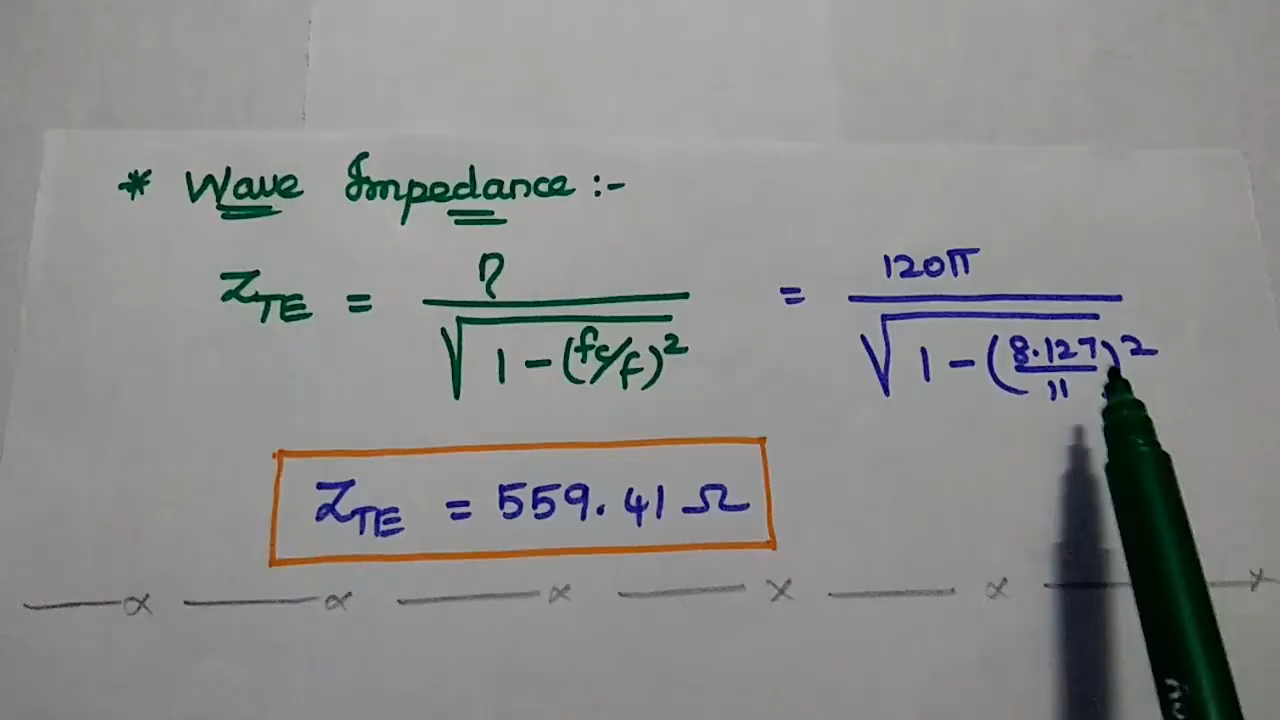 * Wave Impedance :-
Z_TE = η / √(1 - (fc/f)²) = 120π / √(1 - (8.127/11)²)
Z_TE = 559.41 Ω